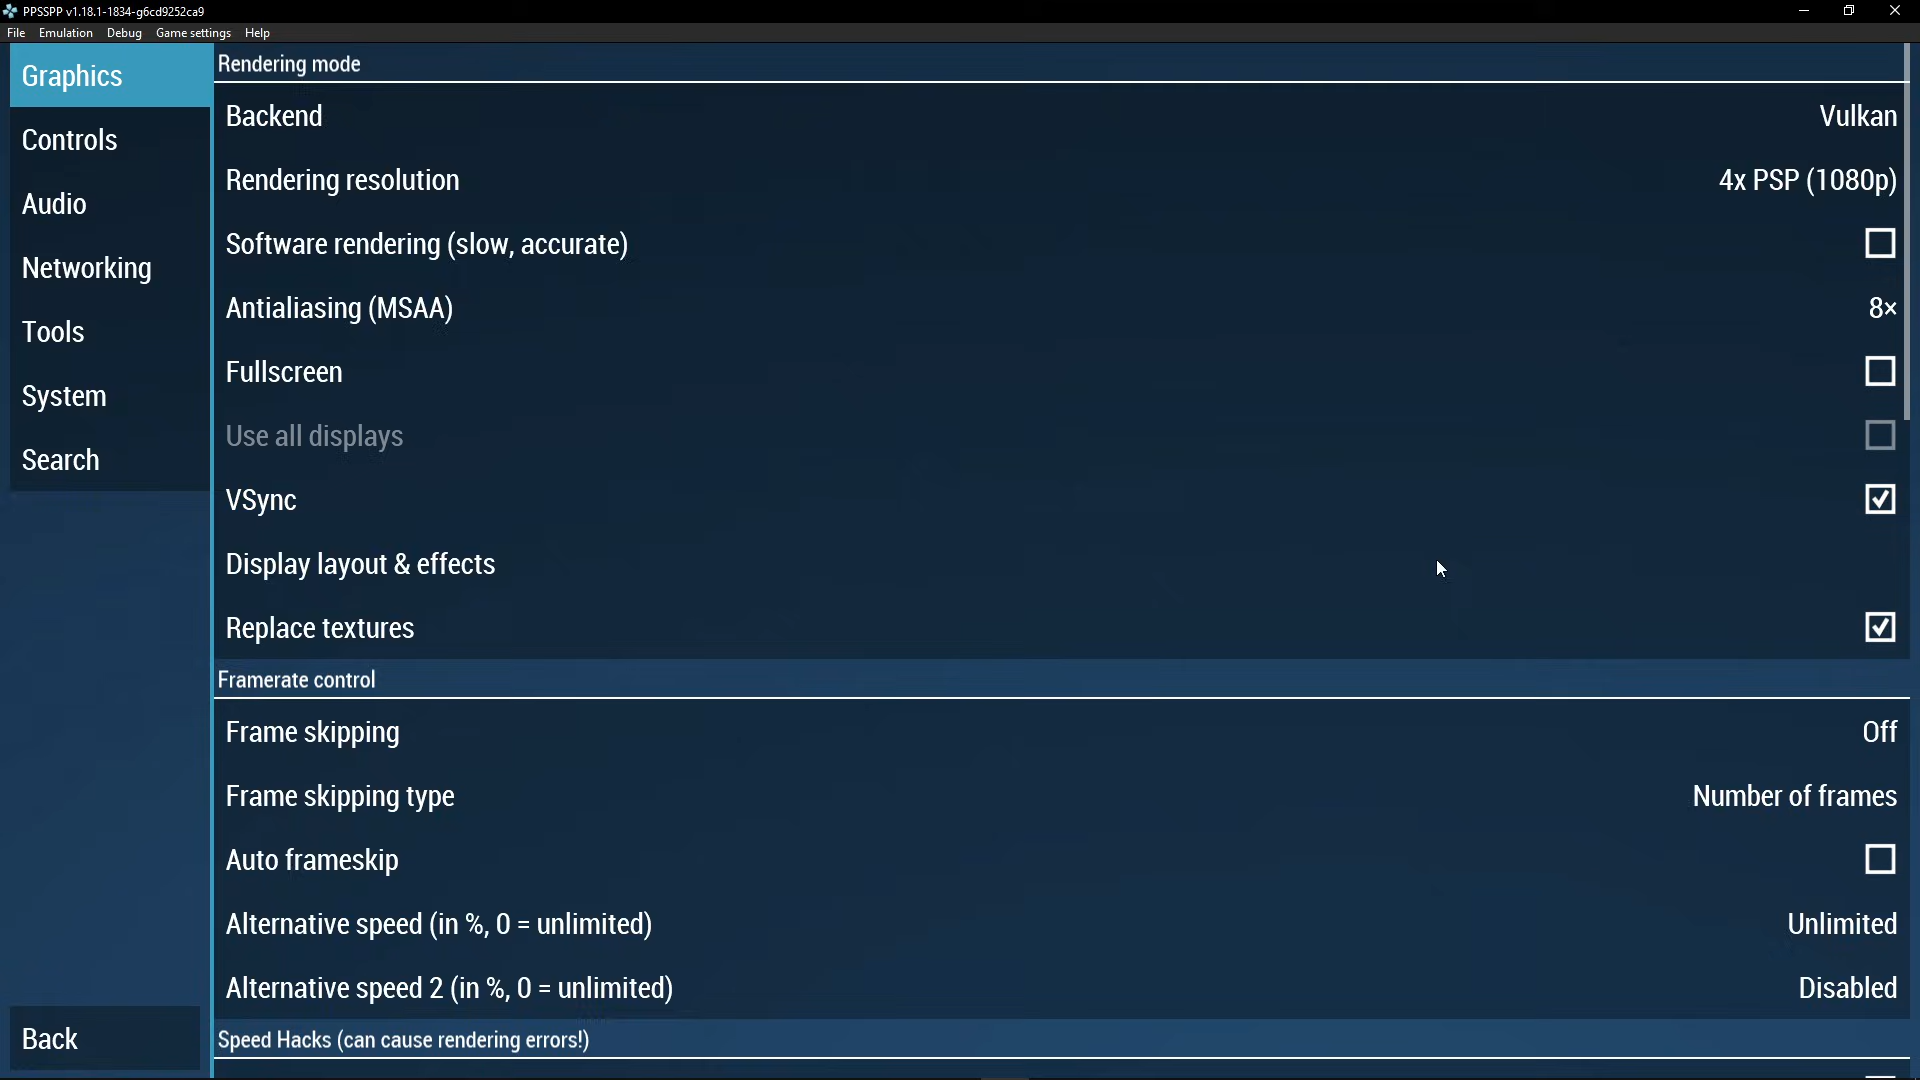 PPSSPP v1.18.1-1834-g6cd9252ca9
File Emulation Debug Game settings Help
Graphics
Controls
Audio
Networking
Tools
System
Search
Back
Rendering mode
Backend Vulkan
Rendering resolution 4x PSP (1080p)
Software rendering (slow, accurate)
Antialiasing (MSAA) 8×
Fullscreen
Use all displays
VSync
Display layout & effects
Replace textures
Framerate control
Frame skipping Off
Frame skipping type Number of frames
Auto frameskip
Alternative speed (in %, 0 = unlimited) Unlimited
Alternative speed 2 (in %, 0 = unlimited) Disabled
Speed Hacks (can cause rendering errors!)